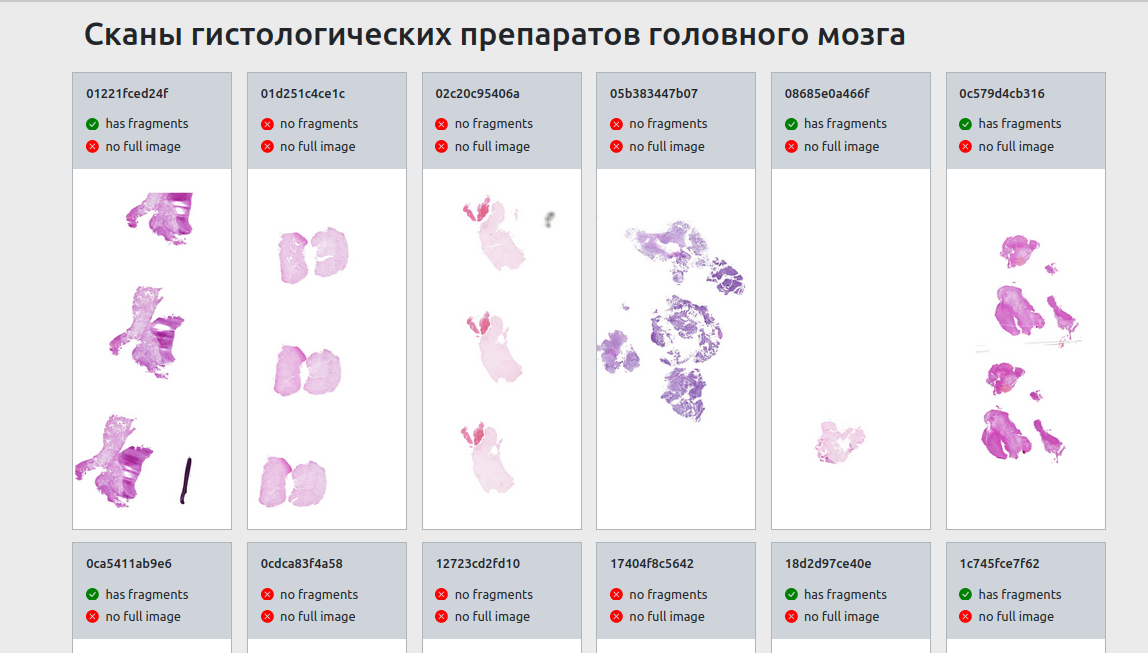 Сканы гистологических препаратов головного мозга
01221fced24f
has fragments
no full image
01d251c4ce1c
no fragments
no full image
02c20c95406a
no fragments
no full image
05b383447b07
no fragments
no full image
08685e0a466f
has fragments
no full image
0c579d4cb316
has fragments
no full image
0ca5411ab9e6
has fragments
no full image
0cdca83f4a58
no fragments
no full image
12723cd2fd10
no fragments
no full image
17404f8c5642
no fragments
no full image
18d2d97ce40e
has fragments
no full image
1c745fce7f62
has fragments
no full image